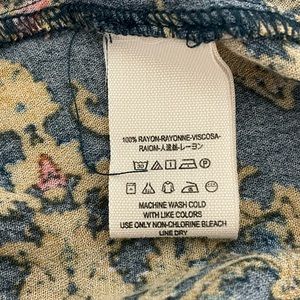 100% RAYON-RAYONNE-VISCOSA-
RAIOM-人造絲-レーヨン
30
MACHINE WASH COLD
WITH LIKE COLORS
USE ONLY NON-CHLORINE BLEACH
LINE DRY